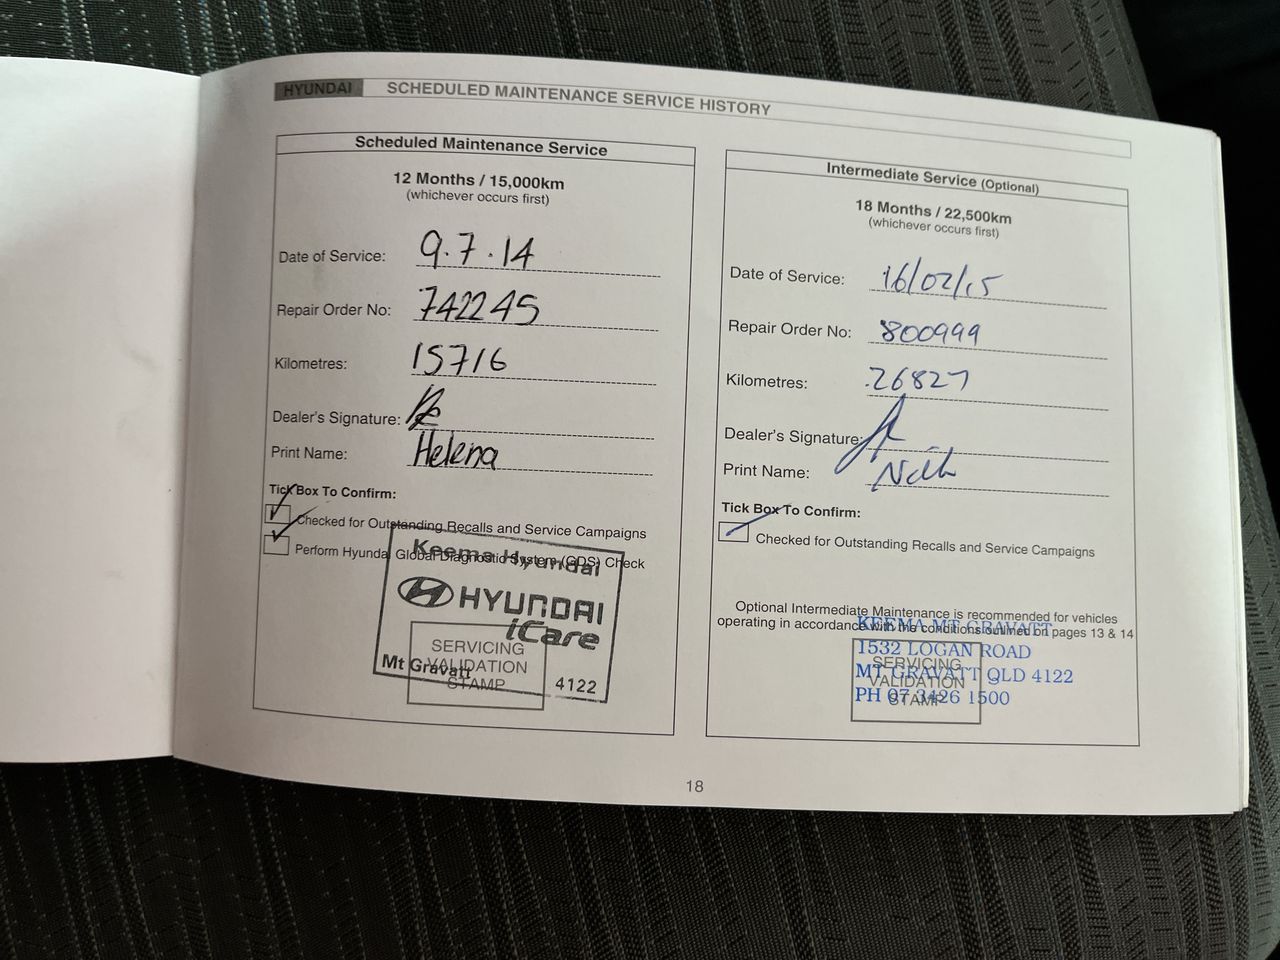 HYUNDAI SCHEDULED MAINTENANCE SERVICE HISTORY
Scheduled Maintenance Service
12 Months / 15,000km
(whichever occurs first)
Date of Service: 9.7.14
Repair Order No: 742245
Kilometres: 15716
Dealer's Signature:
Print Name: Helena
Tick Box To Confirm:
Checked for Outstanding Recalls and Service Campaigns
Perform Hyundai Global Diagnostic System (GDS) Check
Keema Hyundai
HYUNDAI
iCare
SERVICING
VALIDATION
STAMP
Mt Gravatt 4122
Intermediate Service (Optional)
18 Months / 22,500km
(whichever occurs first)
Date of Service: 16/02/15
Repair Order No: 800999
Kilometres: 26827
Dealer's Signature:
Print Name:
Tick Box To Confirm:
Checked for Outstanding Recalls and Service Campaigns
Optional Intermediate Maintenance is recommended for vehicles
operating in accordance with the conditions outlined on pages 13 & 14
KEEMA MT GRAVATT
1532 LOGAN ROAD
MT GRAVATT QLD 4122
PH 07 3426 1500
SERVICING
VALIDATION
STAMP
18